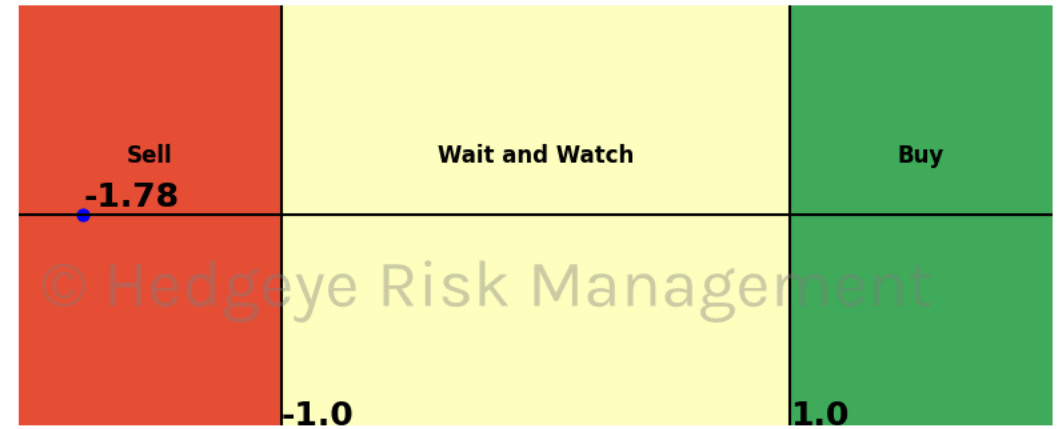 Sell
Wait and Watch
Buy
-1.78
© Hedgeye Risk Management
-1.0
1.0